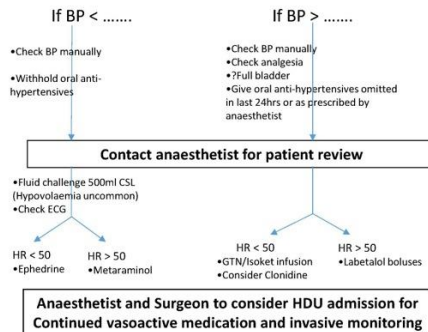 If BP < .......
If BP > .......
•Check BP manually
•Withhold oral anti-
hypertensives
•Check BP manually
•Check analgesia
•?Full bladder
•Give oral anti-hypertensives omitted
in last 24hrs or as prescribed by
anaesthetist
Contact anaesthetist for patient review
•Fluid challenge 500ml CSL
(Hypovolaemia uncommon)
•Check ECG
HR < 50
•Ephedrine
HR > 50
•Metaraminol
HR < 50
•GTN/Isoket infusion
•Consider Clonidine
HR > 50
•Labetalol boluses
Anaesthetist and Surgeon to consider HDU admission for
Continued vasoactive medication and invasive monitoring